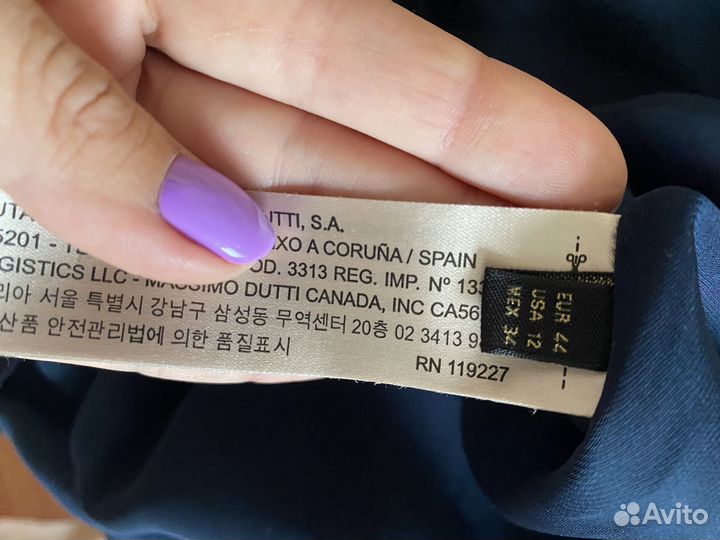 UTTI, S.A.
A CORUÑA / SPAIN
GISTICS LLC - MASSIMO DUTTI CANADA, INC CA56
OD. 3313 REG. IMP. Nº 133
리아 서울 특별시 강남구 삼성동 무역센터 20층 02 3413
산품 안전관리법에 의한 품질표시
RN 119227
EUR 44
USA 12
MEX 34
Avito